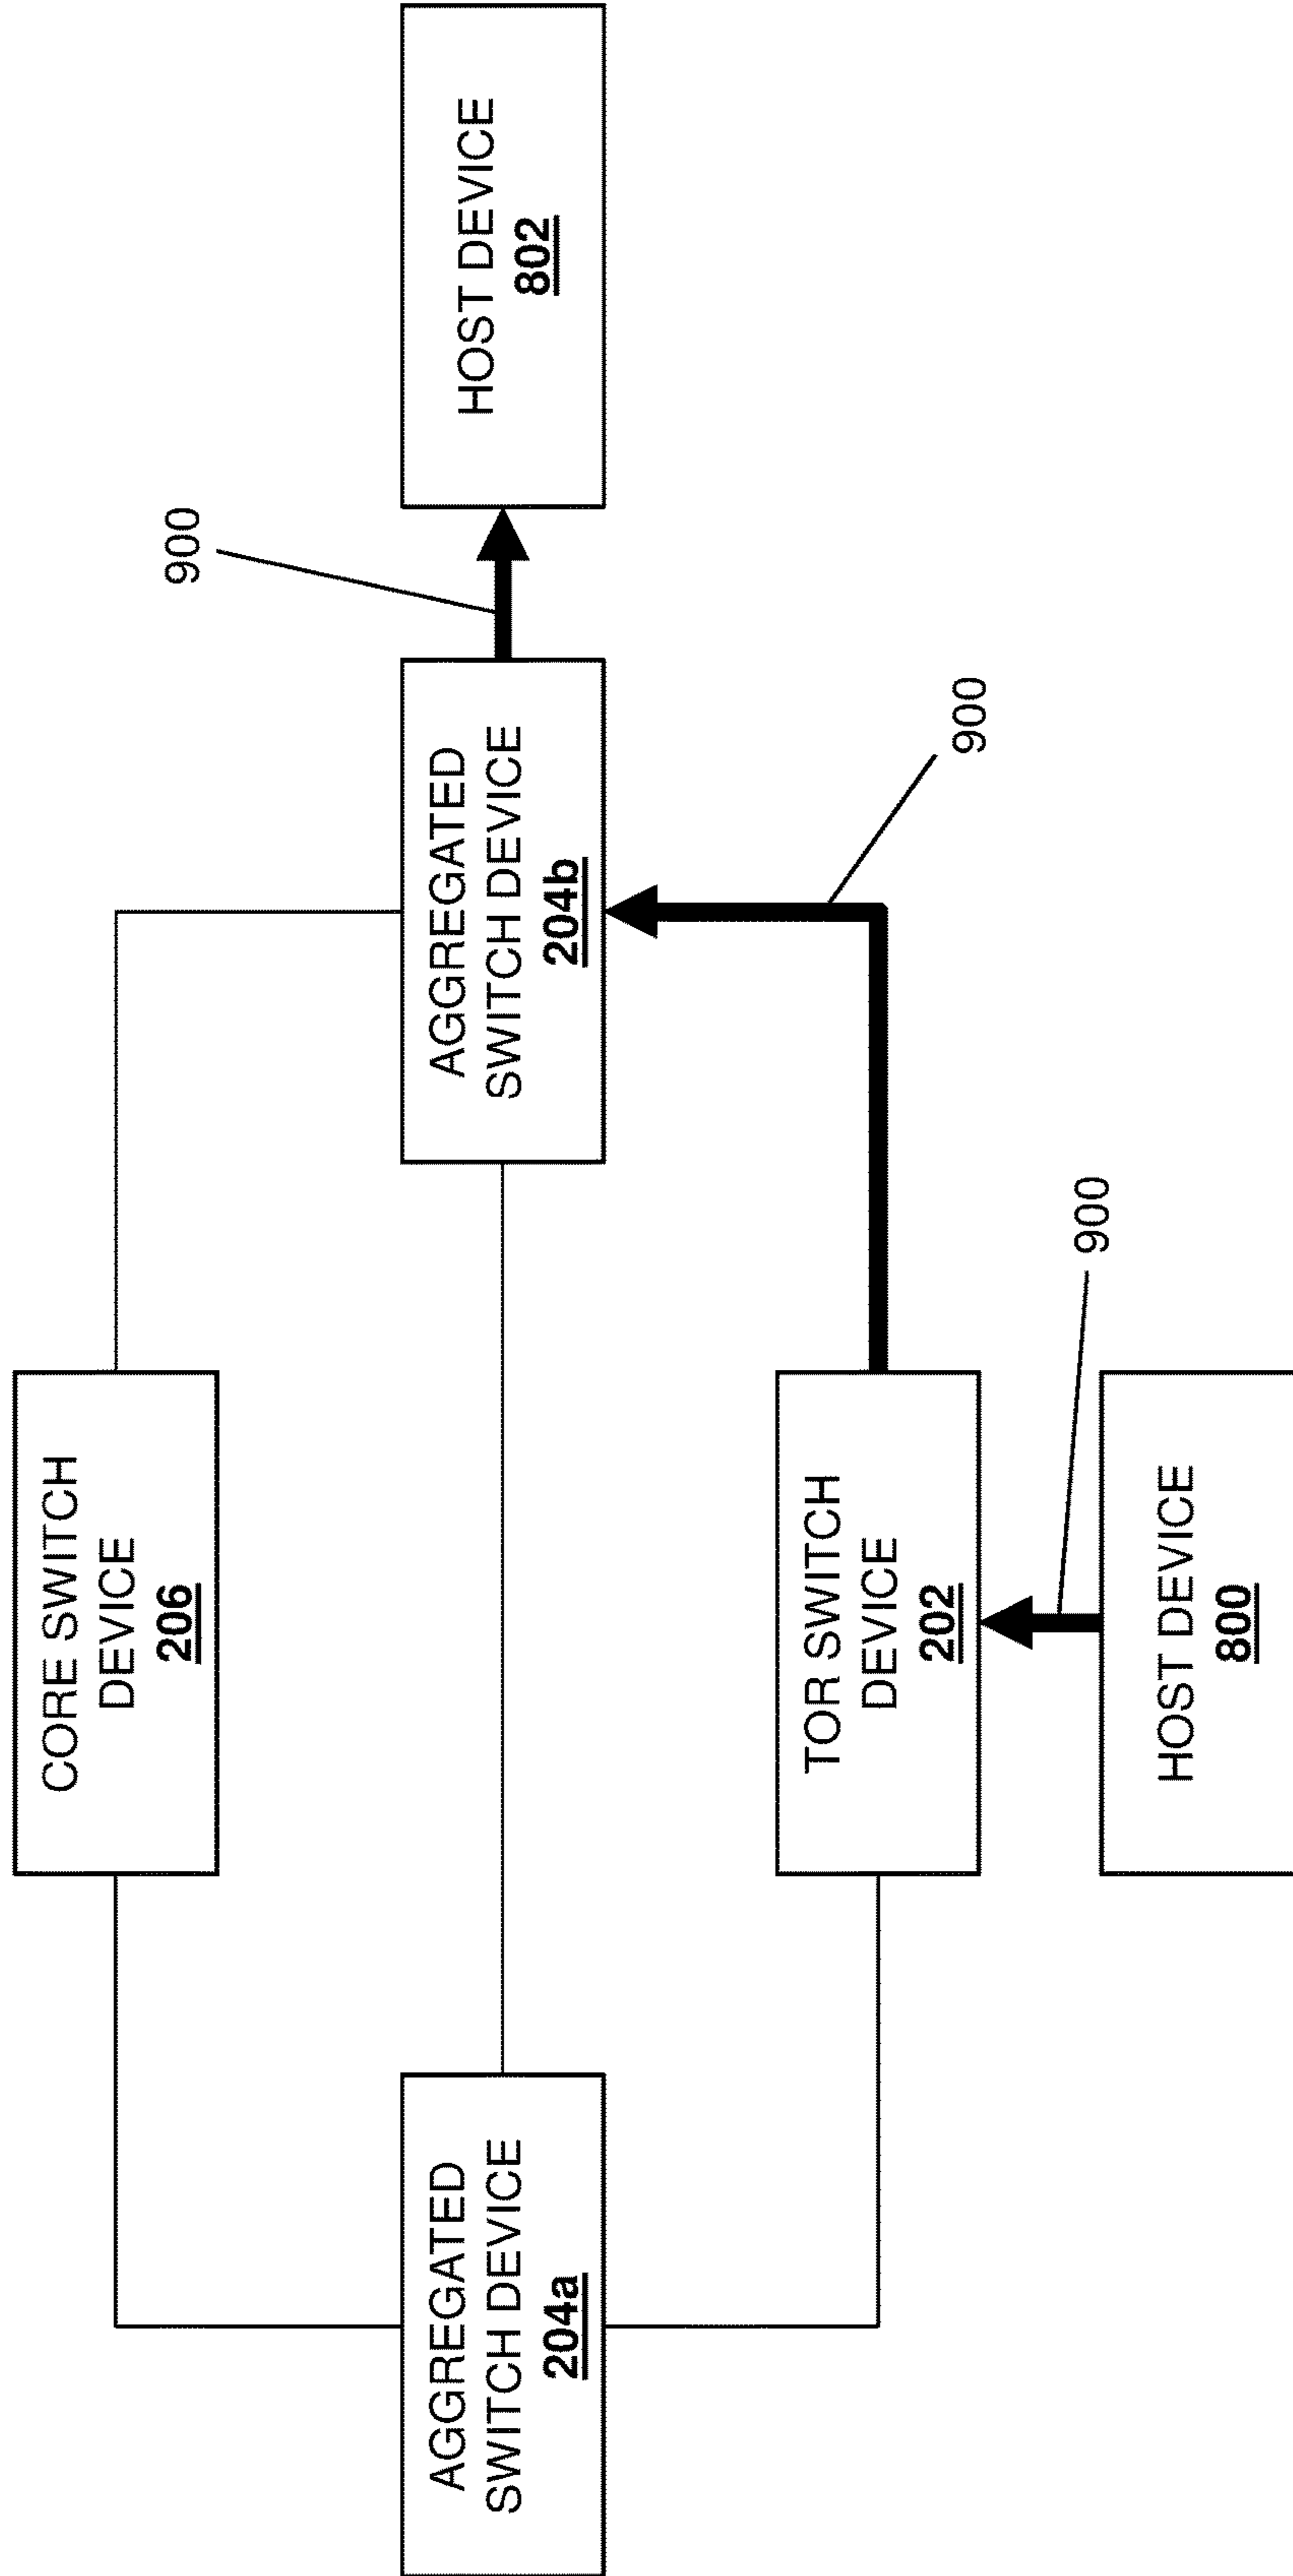 CORE SWITCH
DEVICE
206
AGGREGATED
SWITCH DEVICE
204a
AGGREGATED
SWITCH DEVICE
204b
HOST DEVICE
802
900
900
TOR SWITCH
DEVICE
202
900
HOST DEVICE
800